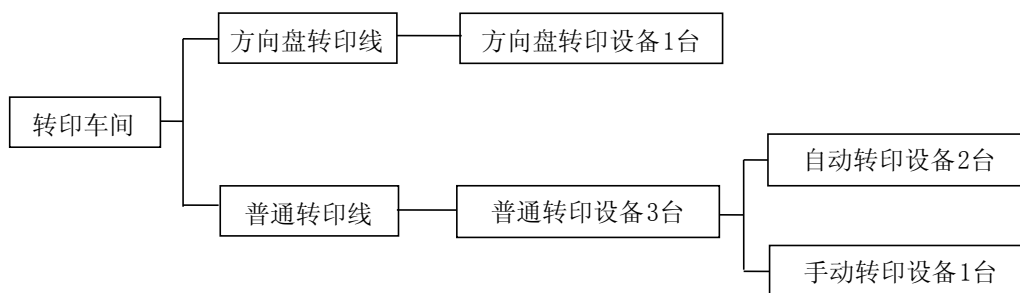 方向盘转印线
方向盘转印设备1台
转印车间
自动转印设备2台
普通转印线
普通转印设备3台
手动转印设备1台